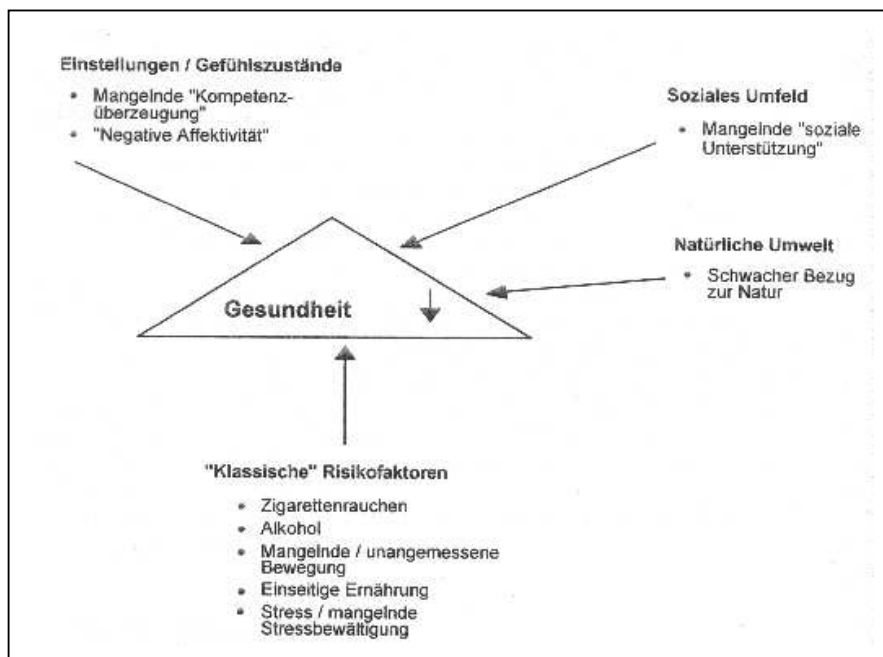 Einstellungen / Gefühlszustände
• Mangelnde "Kompetenz-
überzeugung"
• "Negative Affektivität"
Soziales Umfeld
• Mangelnde "soziale
Unterstützung"
Natürliche Umwelt
• Schwacher Bezug
zur Natur
Gesundheit
"Klassische" Risikofaktoren
• Zigarettenrauchen
• Alkohol
• Mangelnde / unangemessene
Bewegung
• Einseitige Ernährung
• Stress / mangelnde
Stressbewältigung